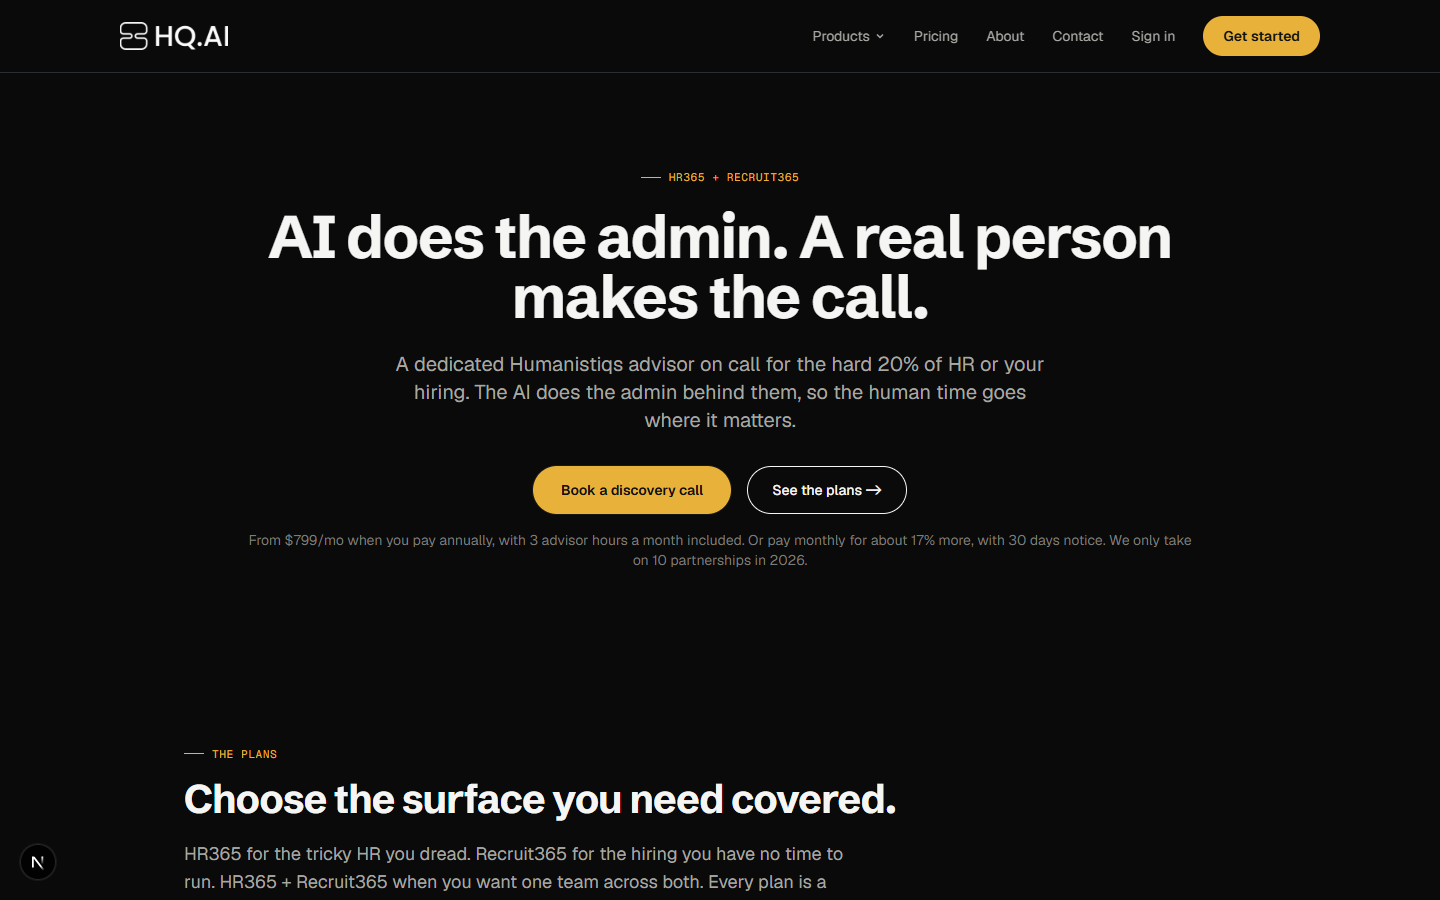 HQ.AI
Products
Pricing
About
Contact
Sign in
Get started
HR365 + RECRUIT365
AI does the admin. A real person
makes the call.
A dedicated Humanistiqs advisor on call for the hard 20% of HR or your
hiring. The AI does the admin behind them, so the human time goes
where it matters.
Book a discovery call
See the plans →
From $799/mo when you pay annually, with 3 advisor hours a month included. Or pay monthly for about 17% more, with 30 days notice. We only take
on 10 partnerships in 2026.
THE PLANS
Choose the surface you need covered.
HR365 for the tricky HR you dread. Recruit365 for the hiring you have no time to
run. HR365 + Recruit365 when you want one team across both. Every plan is a
N